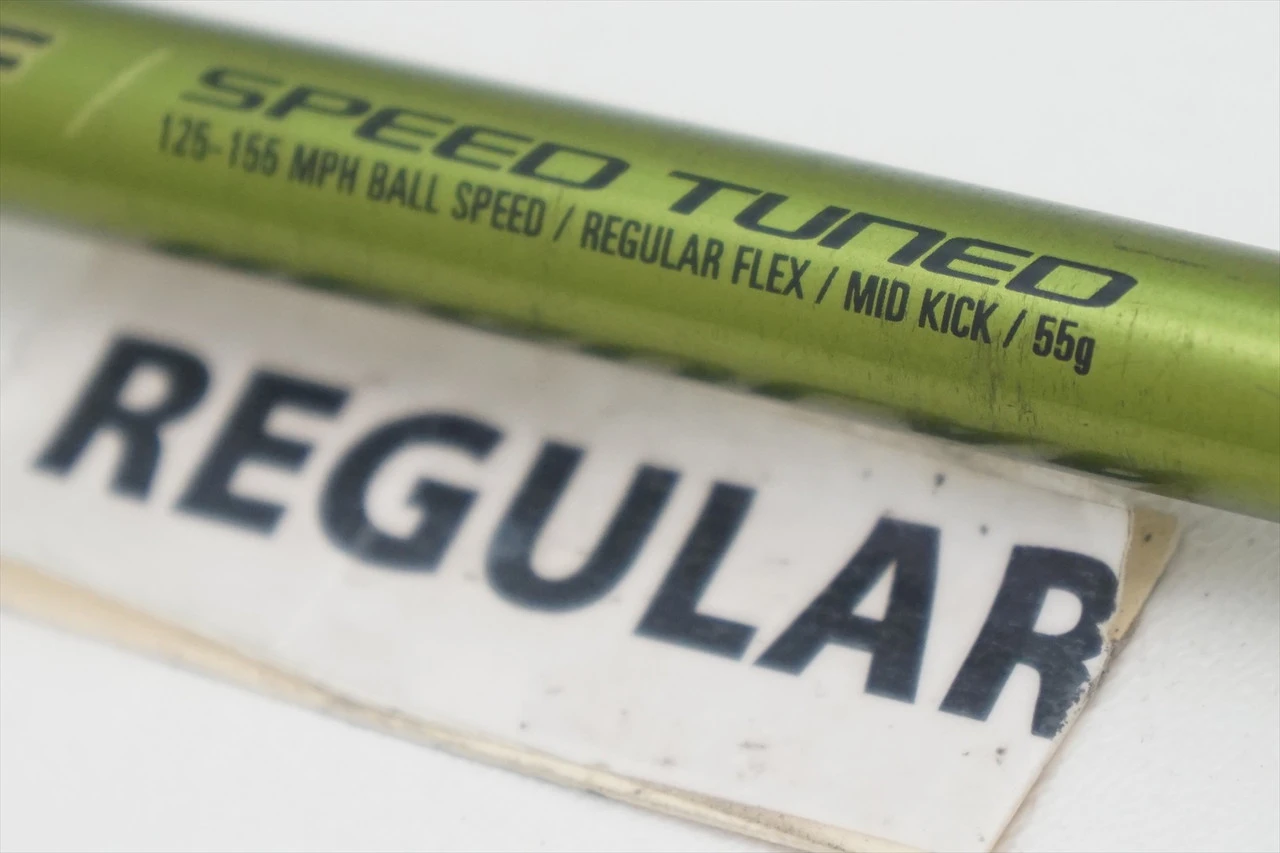 SPEED TUNED
125-155 MPH BALL SPEED / REGULAR FLEX / MID KICK / 55g
REGULAR